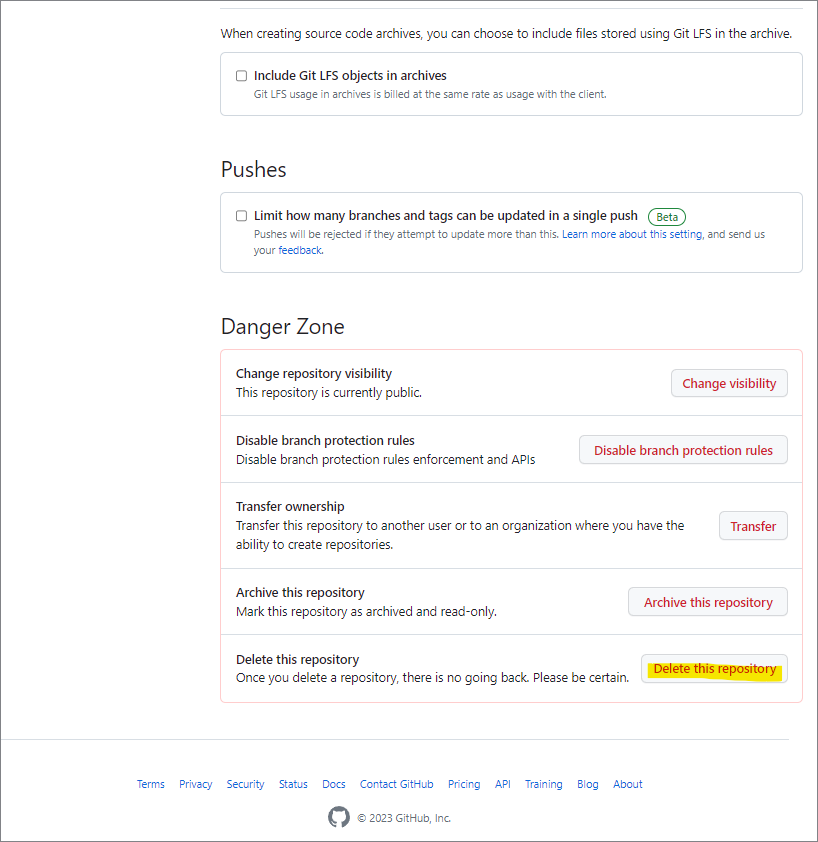 When creating source code archives, you can choose to include files stored using Git LFS in the archive.
Include Git LFS objects in archives
Git LFS usage in archives is billed at the same rate as usage with the client.
Pushes
Limit how many branches and tags can be updated in a single push Beta
Pushes will be rejected if they attempt to update more than this. Learn more about this setting, and send us
your feedback.
Danger Zone
Change repository visibility
This repository is currently public.
Change visibility
Disable branch protection rules
Disable branch protection rules enforcement and APIs
Disable branch protection rules
Transfer ownership
Transfer this repository to another user or to an organization where you have the
ability to create repositories.
Transfer
Archive this repository
Mark this repository as archived and read-only.
Archive this repository
Delete this repository
Once you delete a repository, there is no going back. Please be certain.
Delete this repository
Terms Privacy Security Status Docs Contact GitHub Pricing API Training Blog About
© 2023 GitHub, Inc.